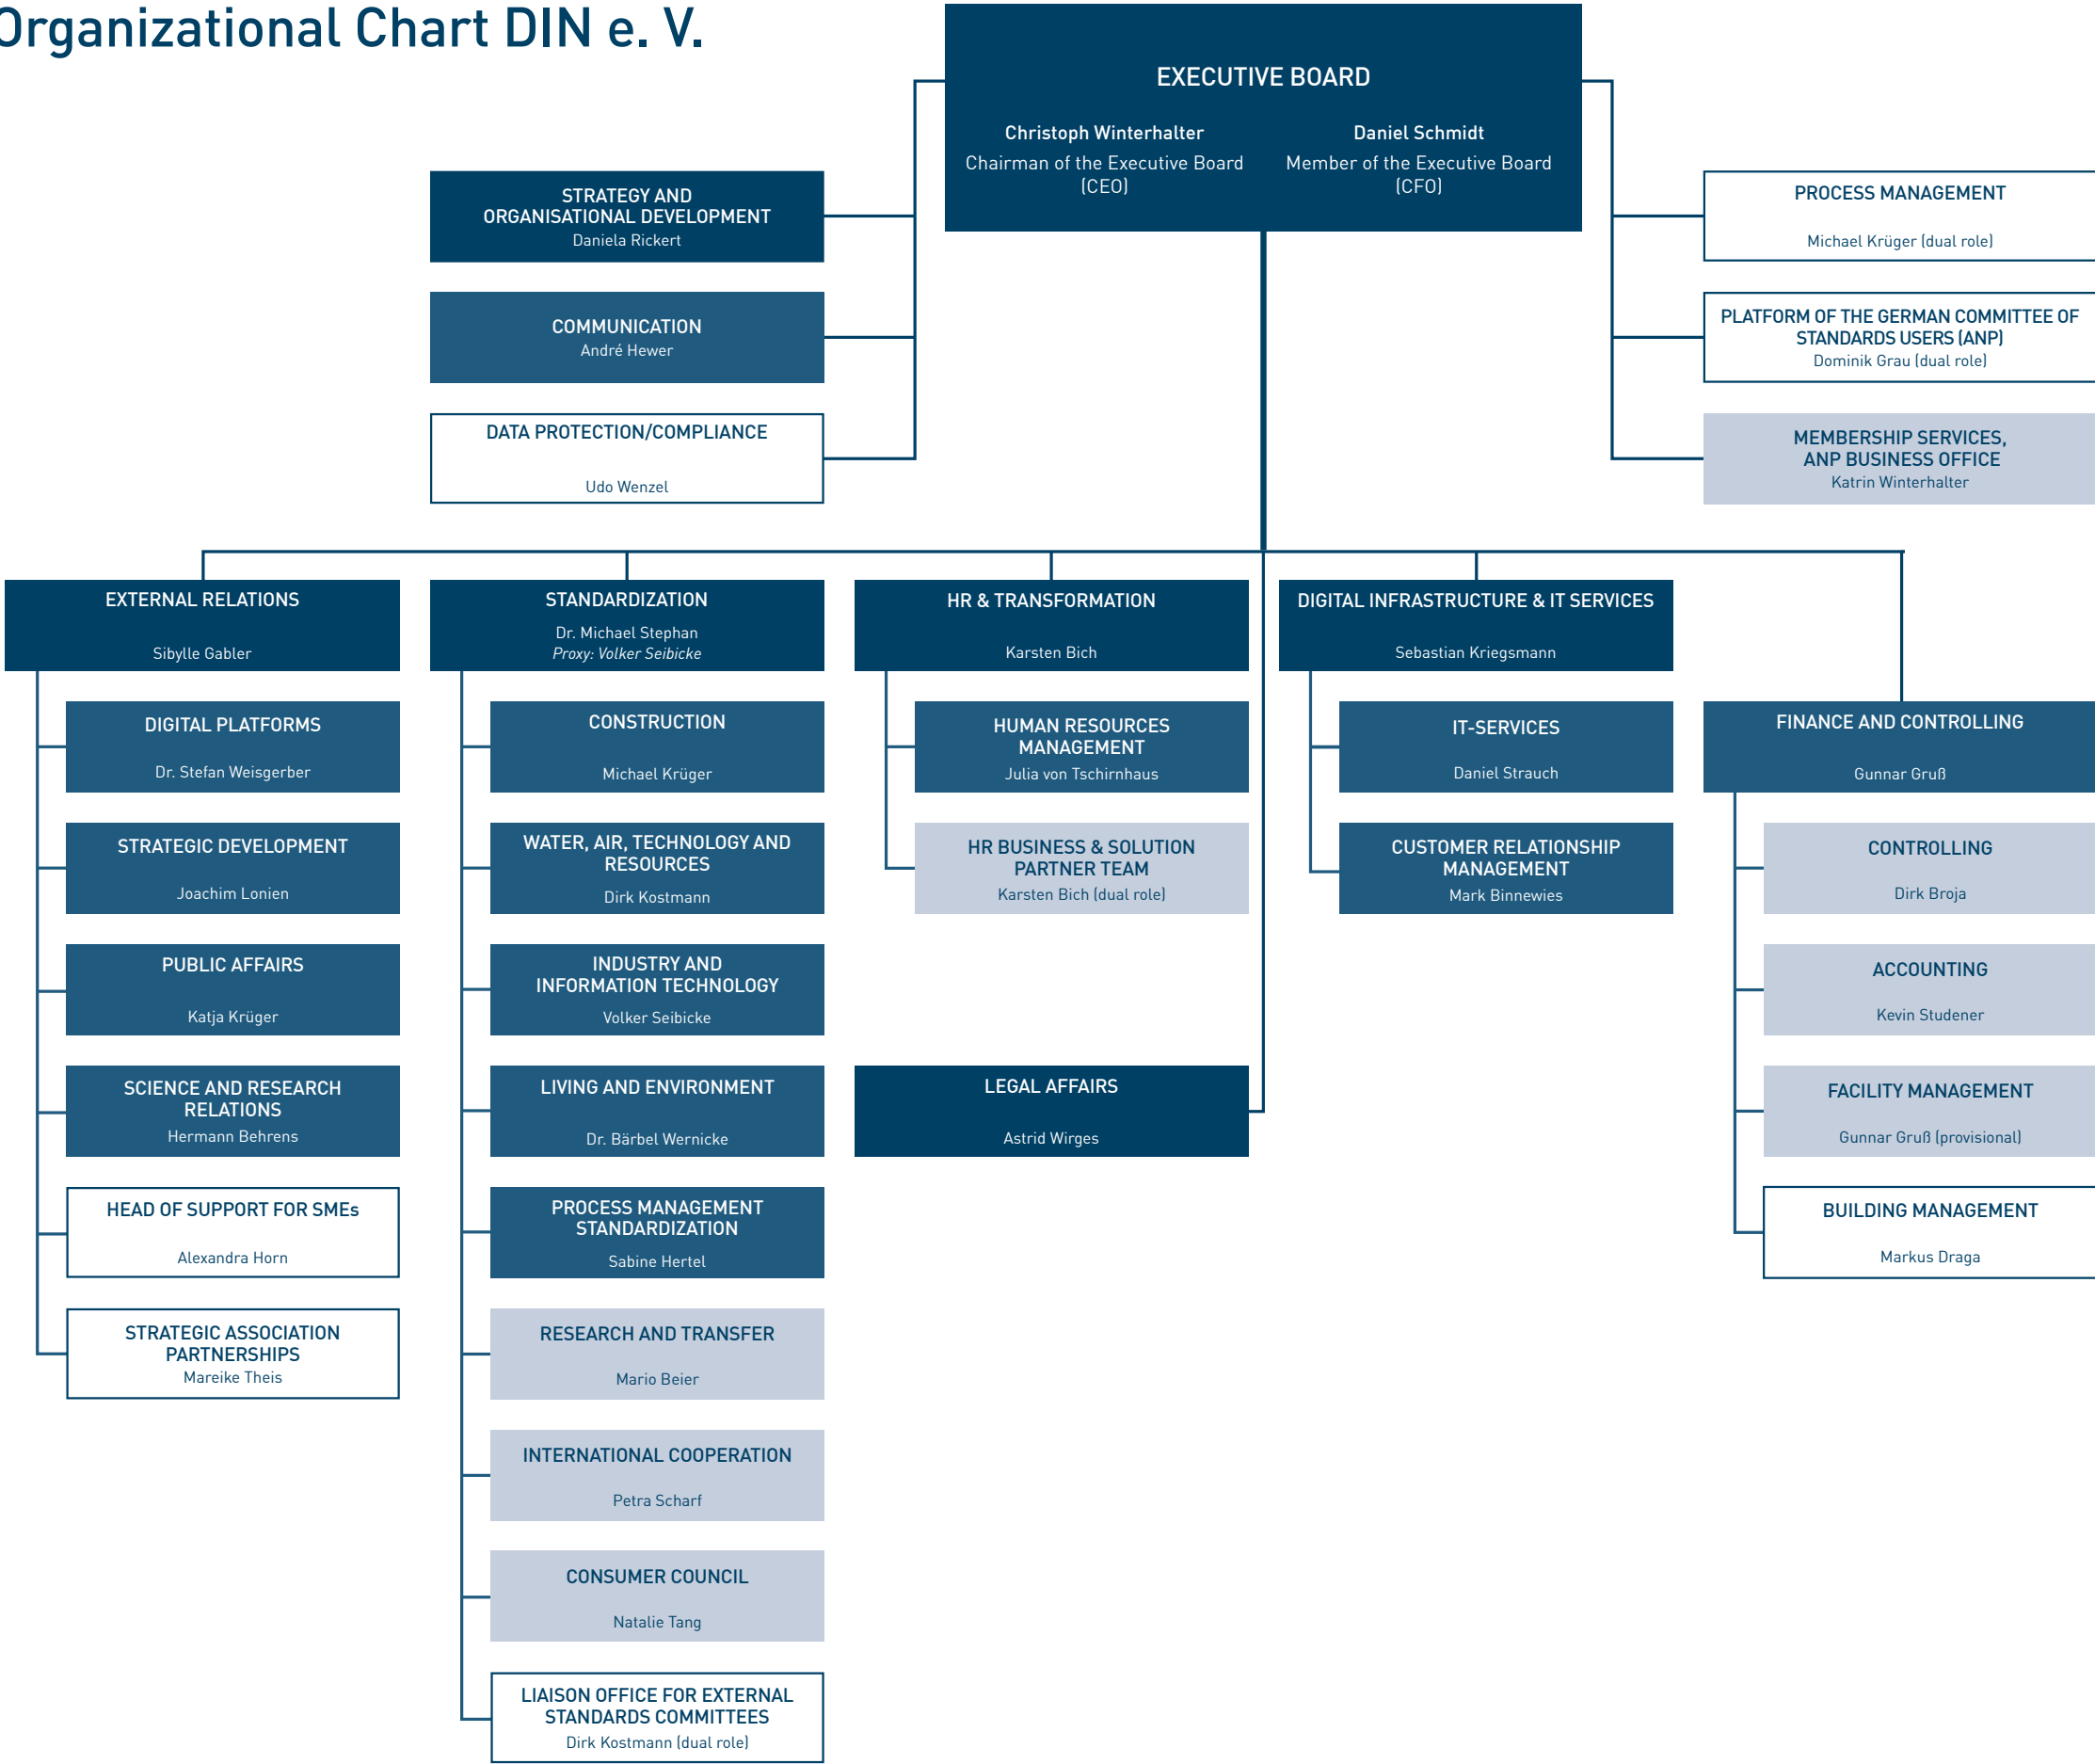 Organizational Chart DIN e. V.
EXECUTIVE BOARD
Christoph Winterhalter
Chairman of the Executive Board
(CEO)
Daniel Schmidt
Member of the Executive Board
(CFO)
STRATEGY AND
ORGANISATIONAL DEVELOPMENT
Daniela Rickert
COMMUNICATION
André Hewer
DATA PROTECTION/COMPLIANCE
Udo Wenzel
PROCESS MANAGEMENT
Michael Krüger (dual role)
PLATFORM OF THE GERMAN COMMITTEE OF
STANDARDS USERS (ANP)
Dominik Grau (dual role)
MEMBERSHIP SERVICES,
ANP BUSINESS OFFICE
Katrin Winterhalter
EXTERNAL RELATIONS
Sibylle Gabler
DIGITAL PLATFORMS
Dr. Stefan Weisgerber
STRATEGIC DEVELOPMENT
Joachim Lonien
PUBLIC AFFAIRS
Katja Krüger
SCIENCE AND RESEARCH
RELATIONS
Hermann Behrens
HEAD OF SUPPORT FOR SMEs
Alexandra Horn
STRATEGIC ASSOCIATION
PARTNERSHIPS
Mareike Theis
STANDARDIZATION
Dr. Michael Stephan
Proxy: Volker Seibicke
CONSTRUCTION
Michael Krüger
WATER, AIR, TECHNOLOGY AND
RESOURCES
Dirk Kostmann
INDUSTRY AND
INFORMATION TECHNOLOGY
Volker Seibicke
LIVING AND ENVIRONMENT
Dr. Bärbel Wernicke
PROCESS MANAGEMENT
STANDARDIZATION
Sabine Hertel
RESEARCH AND TRANSFER
Mario Beier
INTERNATIONAL COOPERATION
Petra Scharf
CONSUMER COUNCIL
Natalie Tang
LIAISON OFFICE FOR EXTERNAL
STANDARDS COMMITTEES
Dirk Kostmann (dual role)
HR & TRANSFORMATION
Karsten Bich
HUMAN RESOURCES
MANAGEMENT
Julia von Tschirnhaus
HR BUSINESS & SOLUTION
PARTNER TEAM
Karsten Bich (dual role)
LEGAL AFFAIRS
Astrid Wirges
DIGITAL INFRASTRUCTURE & IT SERVICES
Sebastian Kriegsmann
IT-SERVICES
Daniel Strauch
CUSTOMER RELATIONSHIP
MANAGEMENT
Mark Binnewies
FINANCE AND CONTROLLING
Gunnar Gruß
CONTROLLING
Dirk Broja
ACCOUNTING
Kevin Studener
FACILITY MANAGEMENT
Gunnar Gruß (provisional)
BUILDING MANAGEMENT
Markus Draga